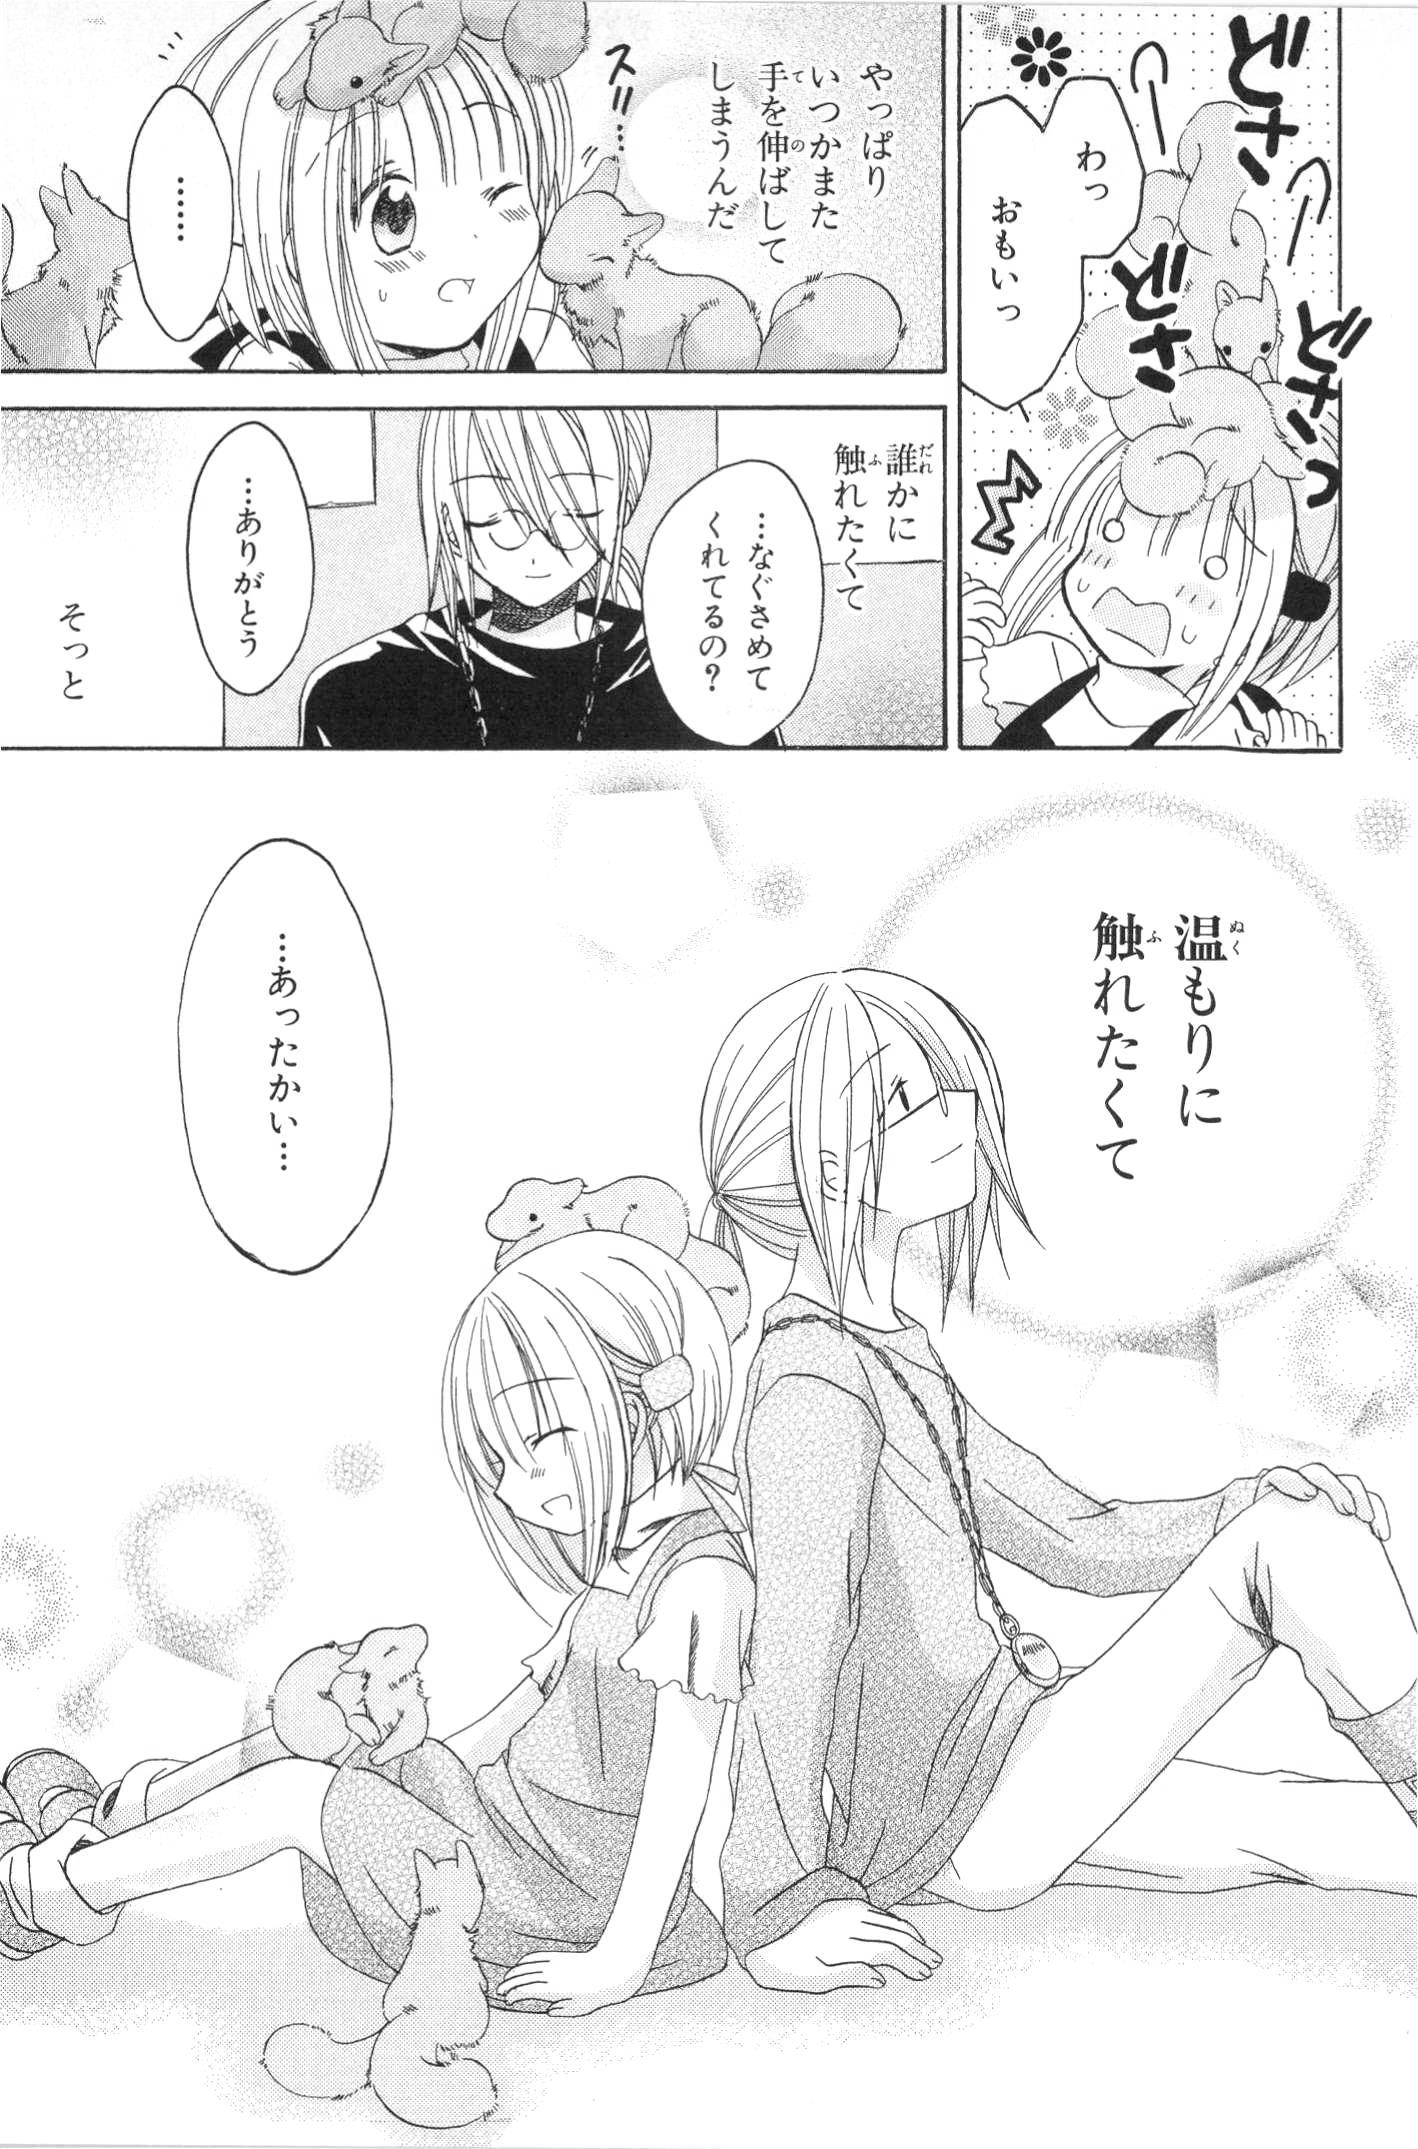 どさ
どさ
どさっ
わっ
おもいっ
やっぱり
いつかまた
手を伸ばして
しまうんだ
スリ…
……
誰かに
触れたくて
…なぐさめて
くれてるの?
…ありがとう
そっと
温もりに
触れたくて
…あったかい…